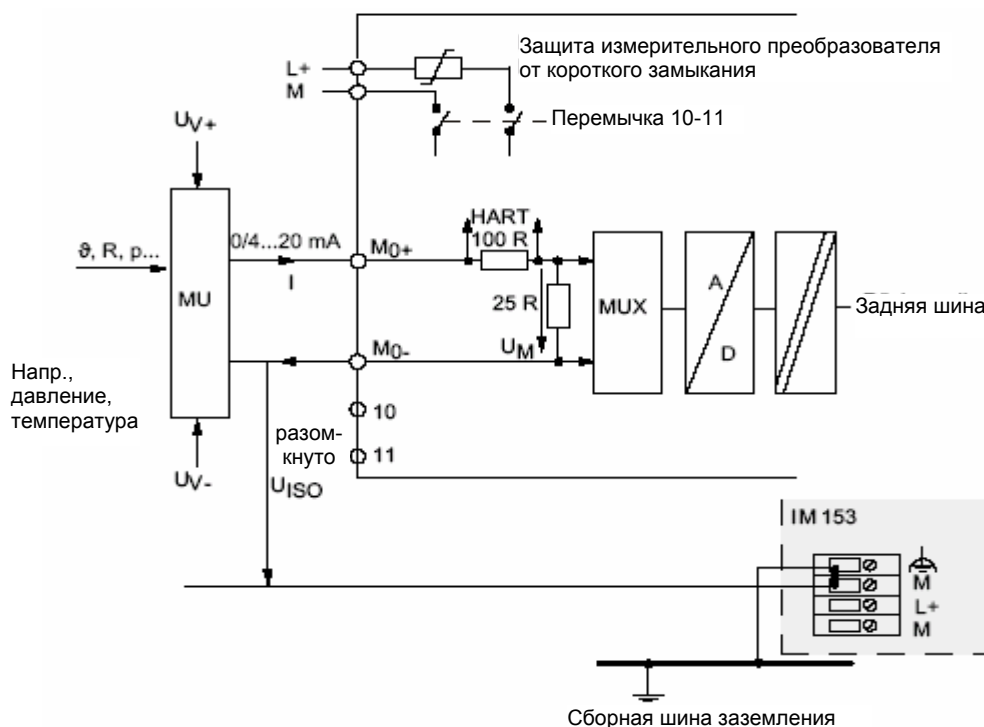 Защита измерительного преобразователя
от короткого замыкания
L+
M
Перемычка 10-11
UV+
HART
0/4...20 mA
M0+
100 R
ϑ, R, p...
I
MU
25 R
MUX
A
D
Задняя шина
UM
M0-
Напр.,
давление,
температура
10
разом-
кнуто
11
UV-
UISO
IM 153
M
L+
M
Сборная шина заземления